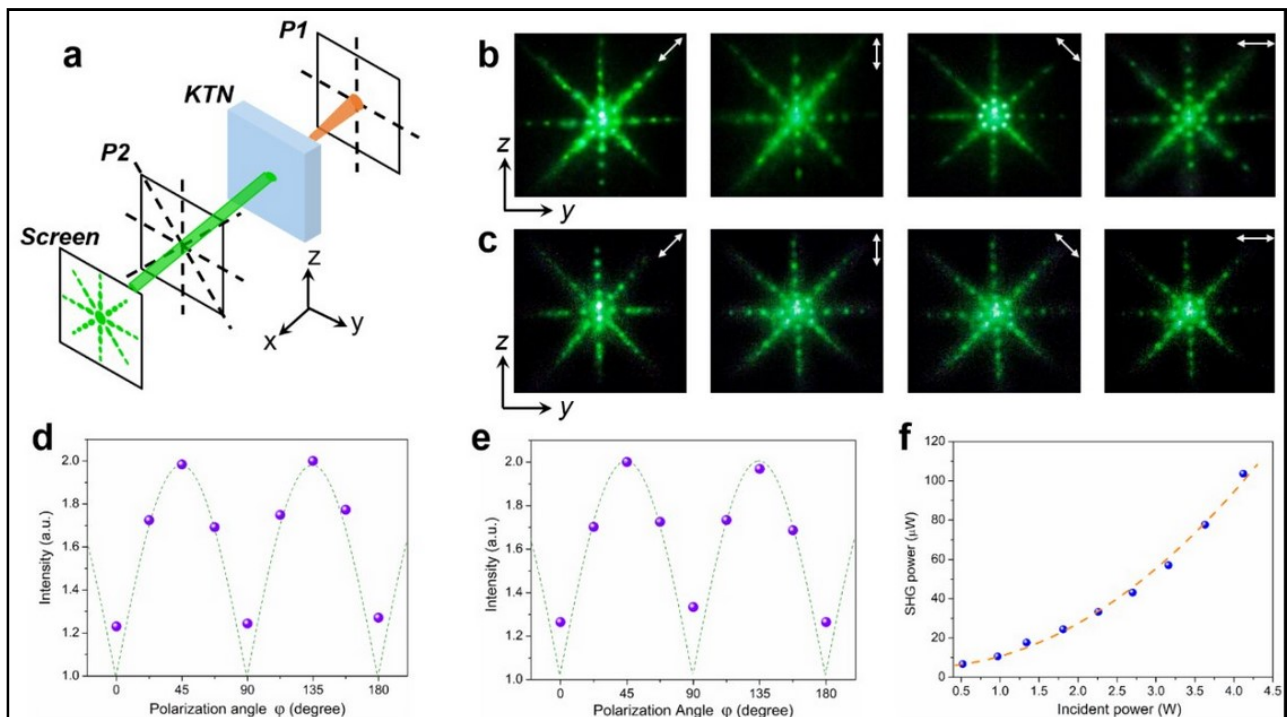 a
P1
KTN
P2
Screen
z
y
x
b
z
y
c
z
y
d
2.0
1.8
1.6
1.4
1.2
1.0
0 45 90 135 180
Intensity (a.u.)
Polarization angle φ (degree)
e
2.0
1.8
1.6
1.4
1.2
1.0
0 45 90 135 180
Intensity (a.u.)
Polarization Angle φ (degree)
f
120
100
80
60
40
20
0
0.5 1.0 1.5 2.0 2.5 3.0 3.5 4.0 4.5
SHG power (μW)
Incident power (W)